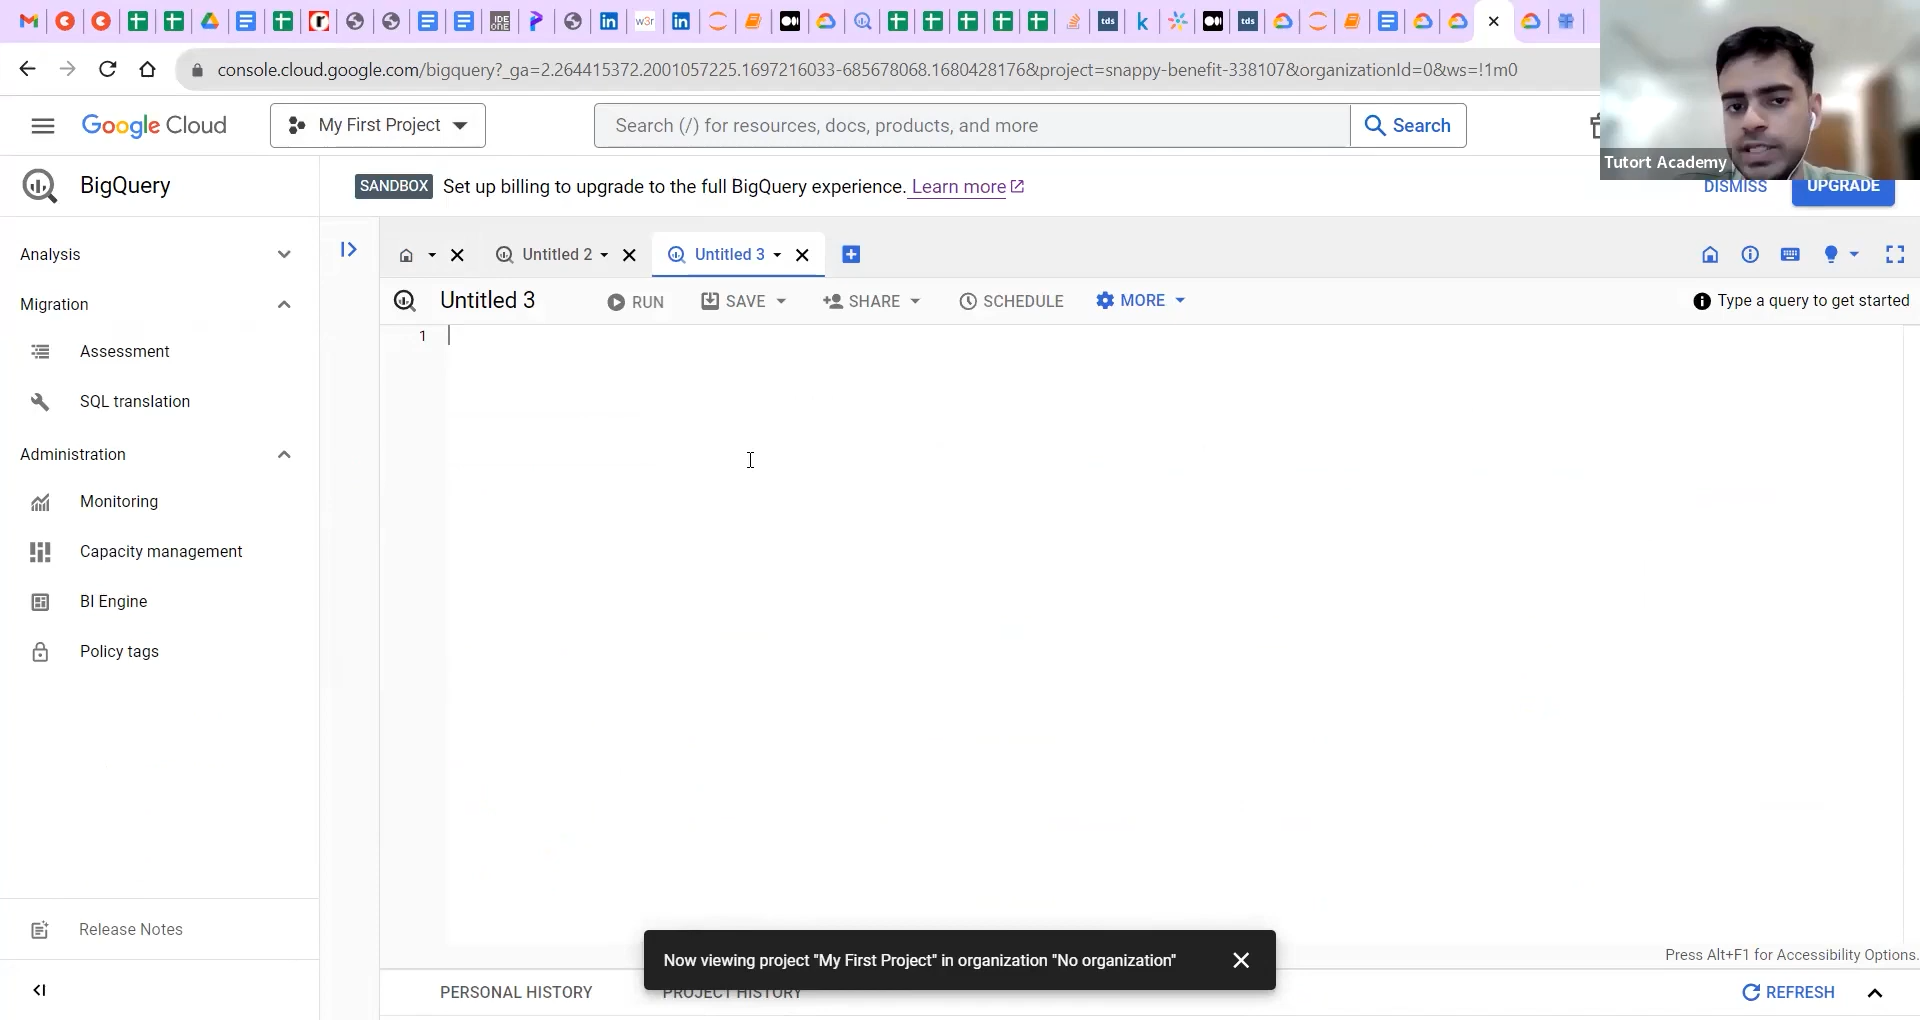 w3r
tds
k
tds
console.cloud.google.com/bigquery?_ga=2.264415372.2001057225.1697216033-685678068.1680428176&project=snappy-benefit-338107&organizationId=0&ws=!1m0
Google Cloud
My First Project
Search (/) for resources, docs, products, and more
Search
Tutort Academy
BigQuery
SANDBOX
Set up billing to upgrade to the full BigQuery experience. Learn more
DISMISS
UPGRADE
Analysis
Migration
Assessment
SQL translation
Administration
Monitoring
Capacity management
BI Engine
Policy tags
Release Notes
Untitled 2
Untitled 3
Untitled 3
RUN
SAVE
SHARE
SCHEDULE
MORE
Type a query to get started
1
Press Alt+F1 for Accessibility Options.
Now viewing project "My First Project" in organization "No organization"
PERSONAL HISTORY
PROJECT HISTORY
REFRESH